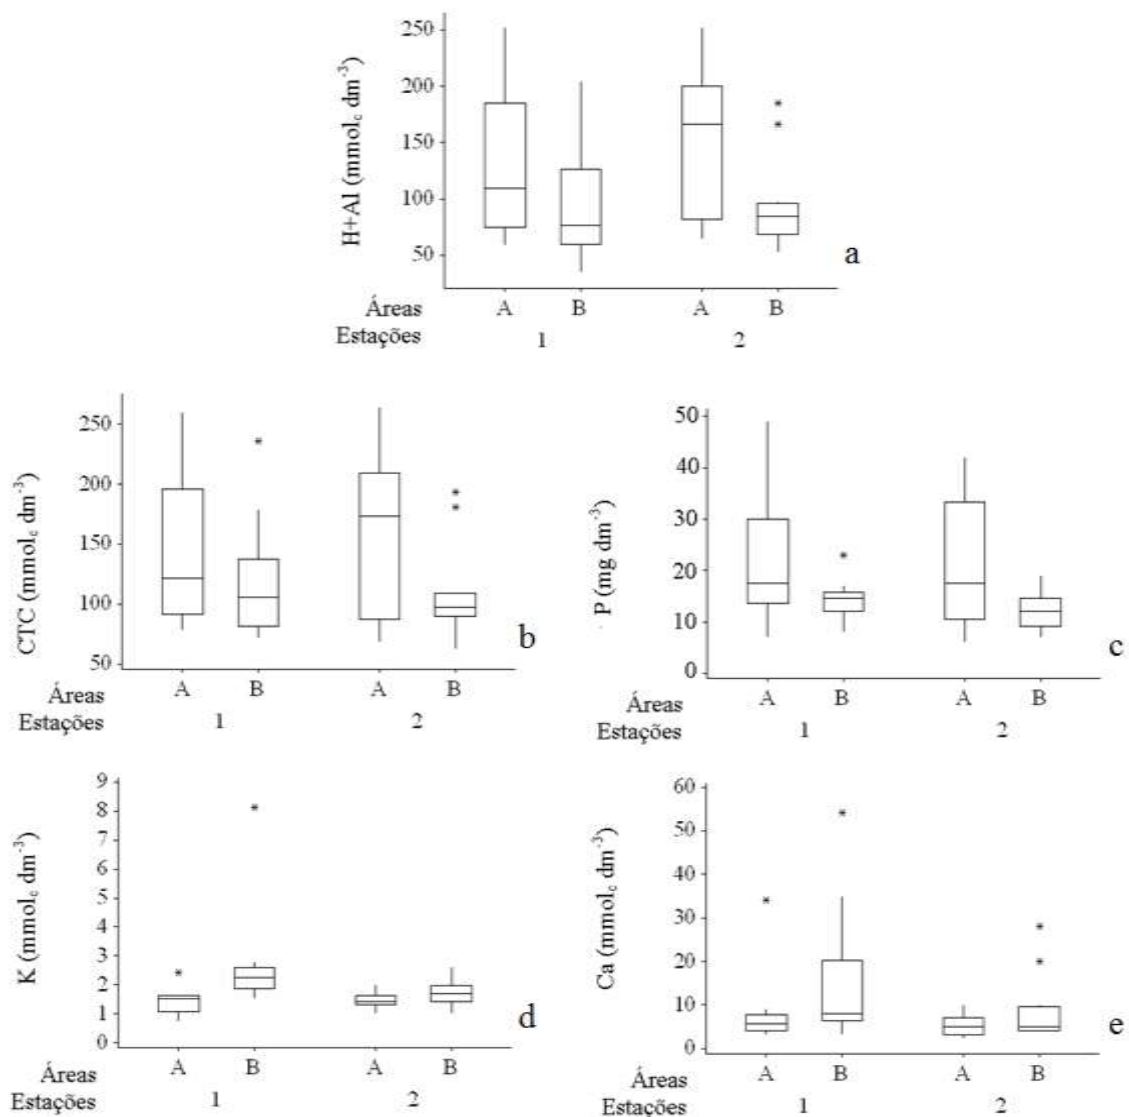 H+Al (mmolc dm-3)
250
200
150
100
50
a
Áreas A B A B
Estações 1 2
CTC (mmolc dm-3)
250
200
150
100
50
b
Áreas A B A B
Estações 1 2
P (mg dm-3)
50
40
30
20
10
0
c
Áreas A B A B
Estações 1 2
K (mmolc dm-3)
9
8
7
6
5
4
3
2
1
0
d
Áreas A B A B
Estações 1 2
Ca (mmolc dm-3)
60
50
40
30
20
10
0
e
Áreas A B A B
Estações 1 2